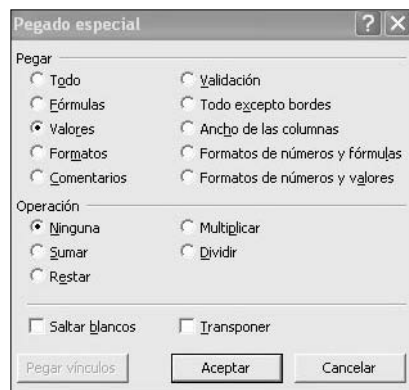 Pegado especial
Pegar
Todo
Validación
Fórmulas
Todo excepto bordes
Valores
Ancho de las columnas
Formatos
Formatos de números y fórmulas
Comentarios
Formatos de números y valores
Operación
Ninguna
Multiplicar
Sumar
Dividir
Restar
Saltar blancos
Transponer
Pegar vínculos
Aceptar
Cancelar